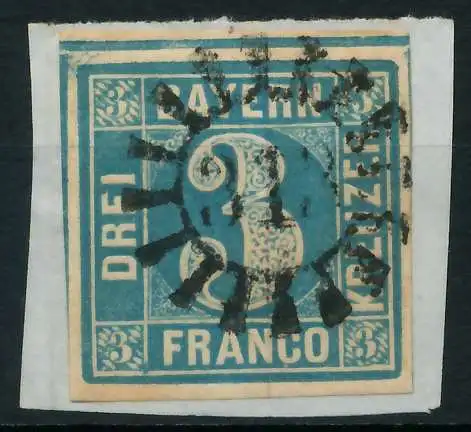 3 BAYERN 3
DREI
3
KREUZER
3 FRANCO 3